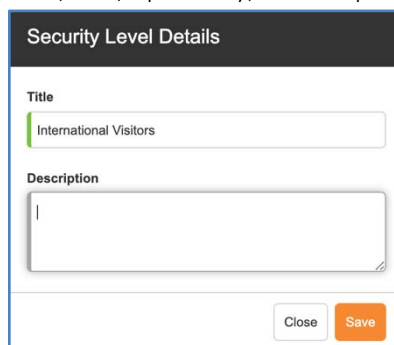 Security Level Details
Title
International Visitors
Description
Close Save